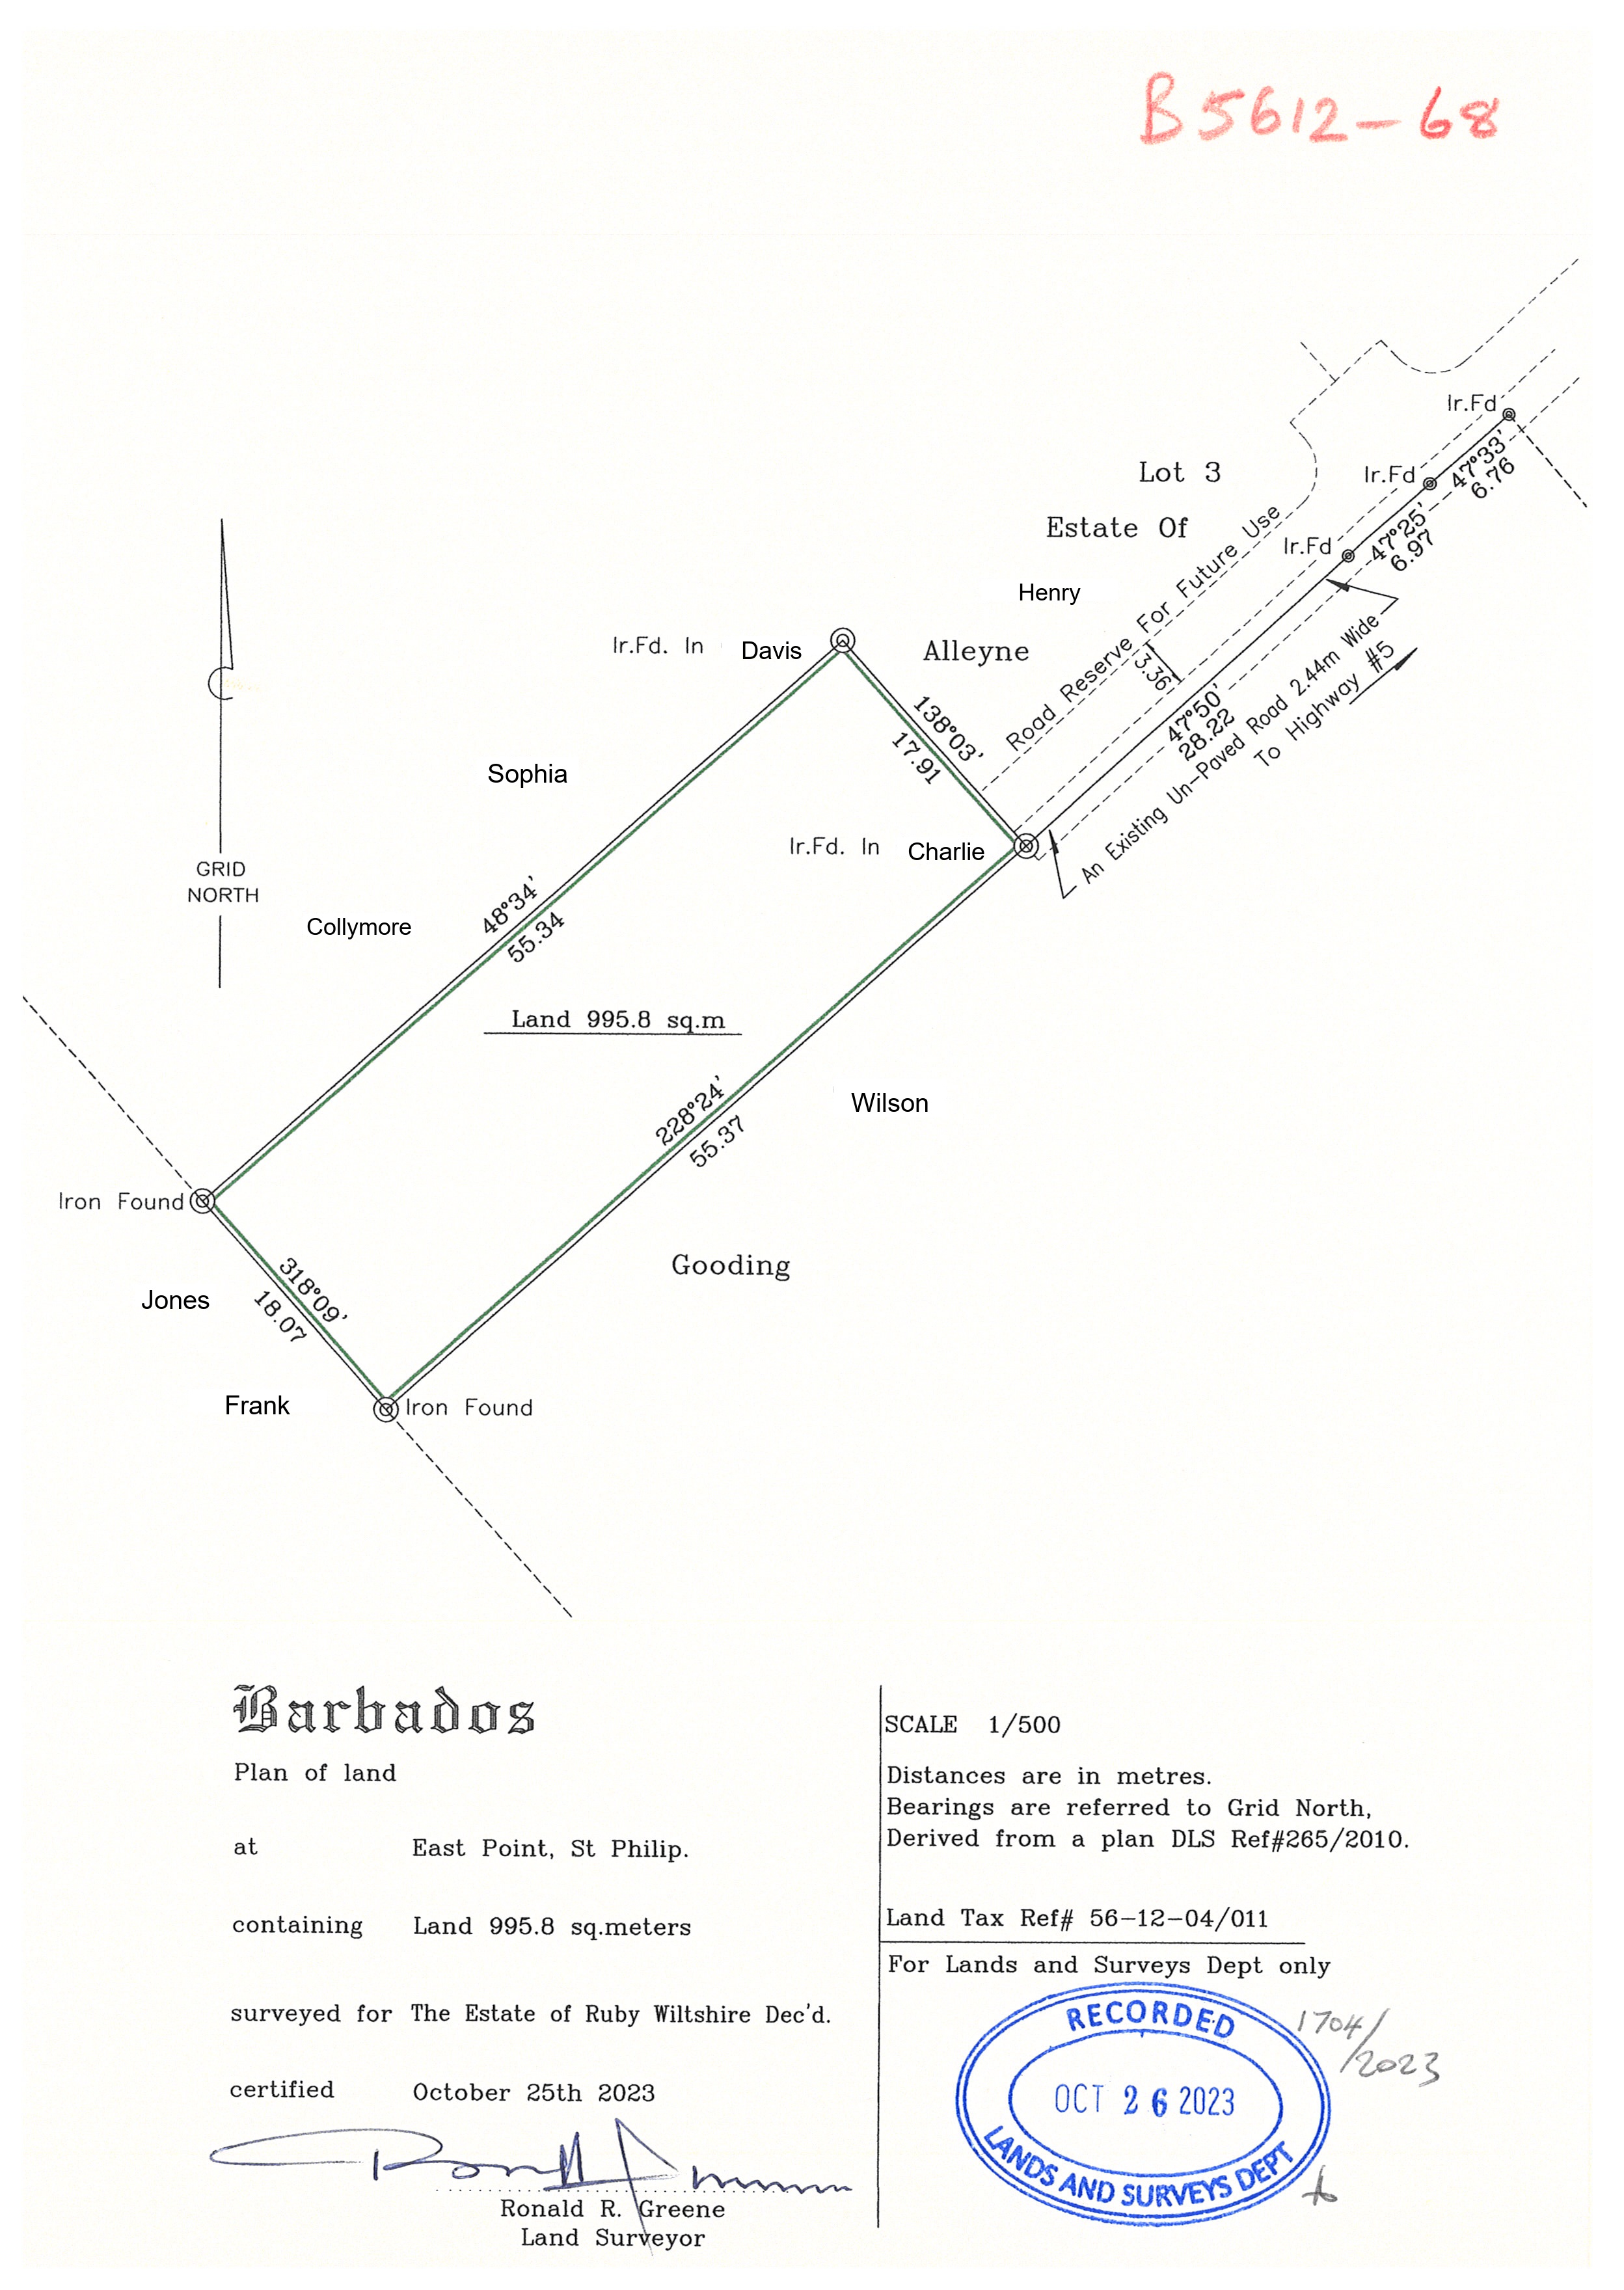 B5612-68
Ir.Fd
47°33'
6.76
Ir.Fd
47°25'
6.97
Ir.Fd
Lot 3
Estate Of
Henry
Alleyne
Road Reserve For Future Use
3.36
47°50'
28.22
An Existing Un-Paved Road 2.44m Wide
To Highway #5
Ir.Fd. In Davis
138°03'
17.91
Sophia
Ir.Fd. In Charlie
GRID
NORTH
Collymore
48°34'
55.34
Land 995.8 sq.m
228°24'
55.37
Wilson
Iron Found
Gooding
318°09'
18.07
Jones
Frank
Iron Found
Barbados
Plan of land
at East Point, St Philip.
containing Land 995.8 sq.meters
surveyed for The Estate of Ruby Wiltshire Dec'd.
certified October 25th 2023
Ronald R. Greene
Land Surveyor
SCALE 1/500
Distances are in metres.
Bearings are referred to Grid North,
Derived from a plan DLS Ref#265/2010.
Land Tax Ref# 56-12-04/011
For Lands and Surveys Dept only
RECORDED
OCT 26 2023
LANDS AND SURVEYS DEPT
1704/
2023